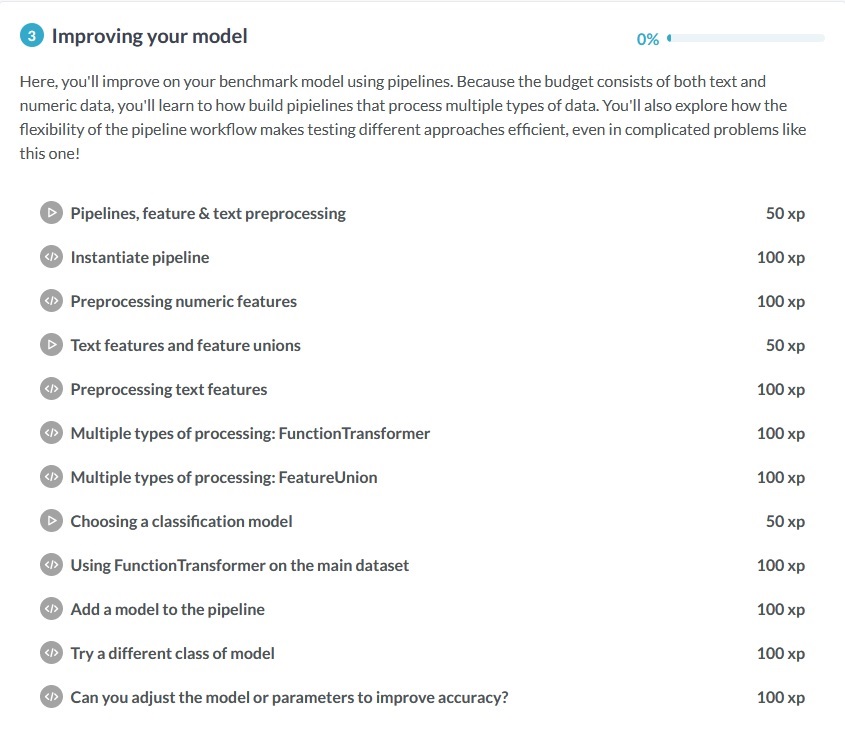 3 Improving your model
0%
Here, you'll improve on your benchmark model using pipelines. Because the budget consists of both text and
numeric data, you'll learn to how build pipielines that process multiple types of data. You'll also explore how the
flexibility of the pipeline workflow makes testing different approaches efficient, even in complicated problems like
this one!
Pipelines, feature & text preprocessing 50 xp
</> Instantiate pipeline 100 xp
</> Preprocessing numeric features 100 xp
Text features and feature unions 50 xp
</> Preprocessing text features 100 xp
</> Multiple types of processing: FunctionTransformer 100 xp
</> Multiple types of processing: FeatureUnion 100 xp
Choosing a classification model 50 xp
</> Using FunctionTransformer on the main dataset 100 xp
</> Add a model to the pipeline 100 xp
</> Try a different class of model 100 xp
</> Can you adjust the model or parameters to improve accuracy? 100 xp